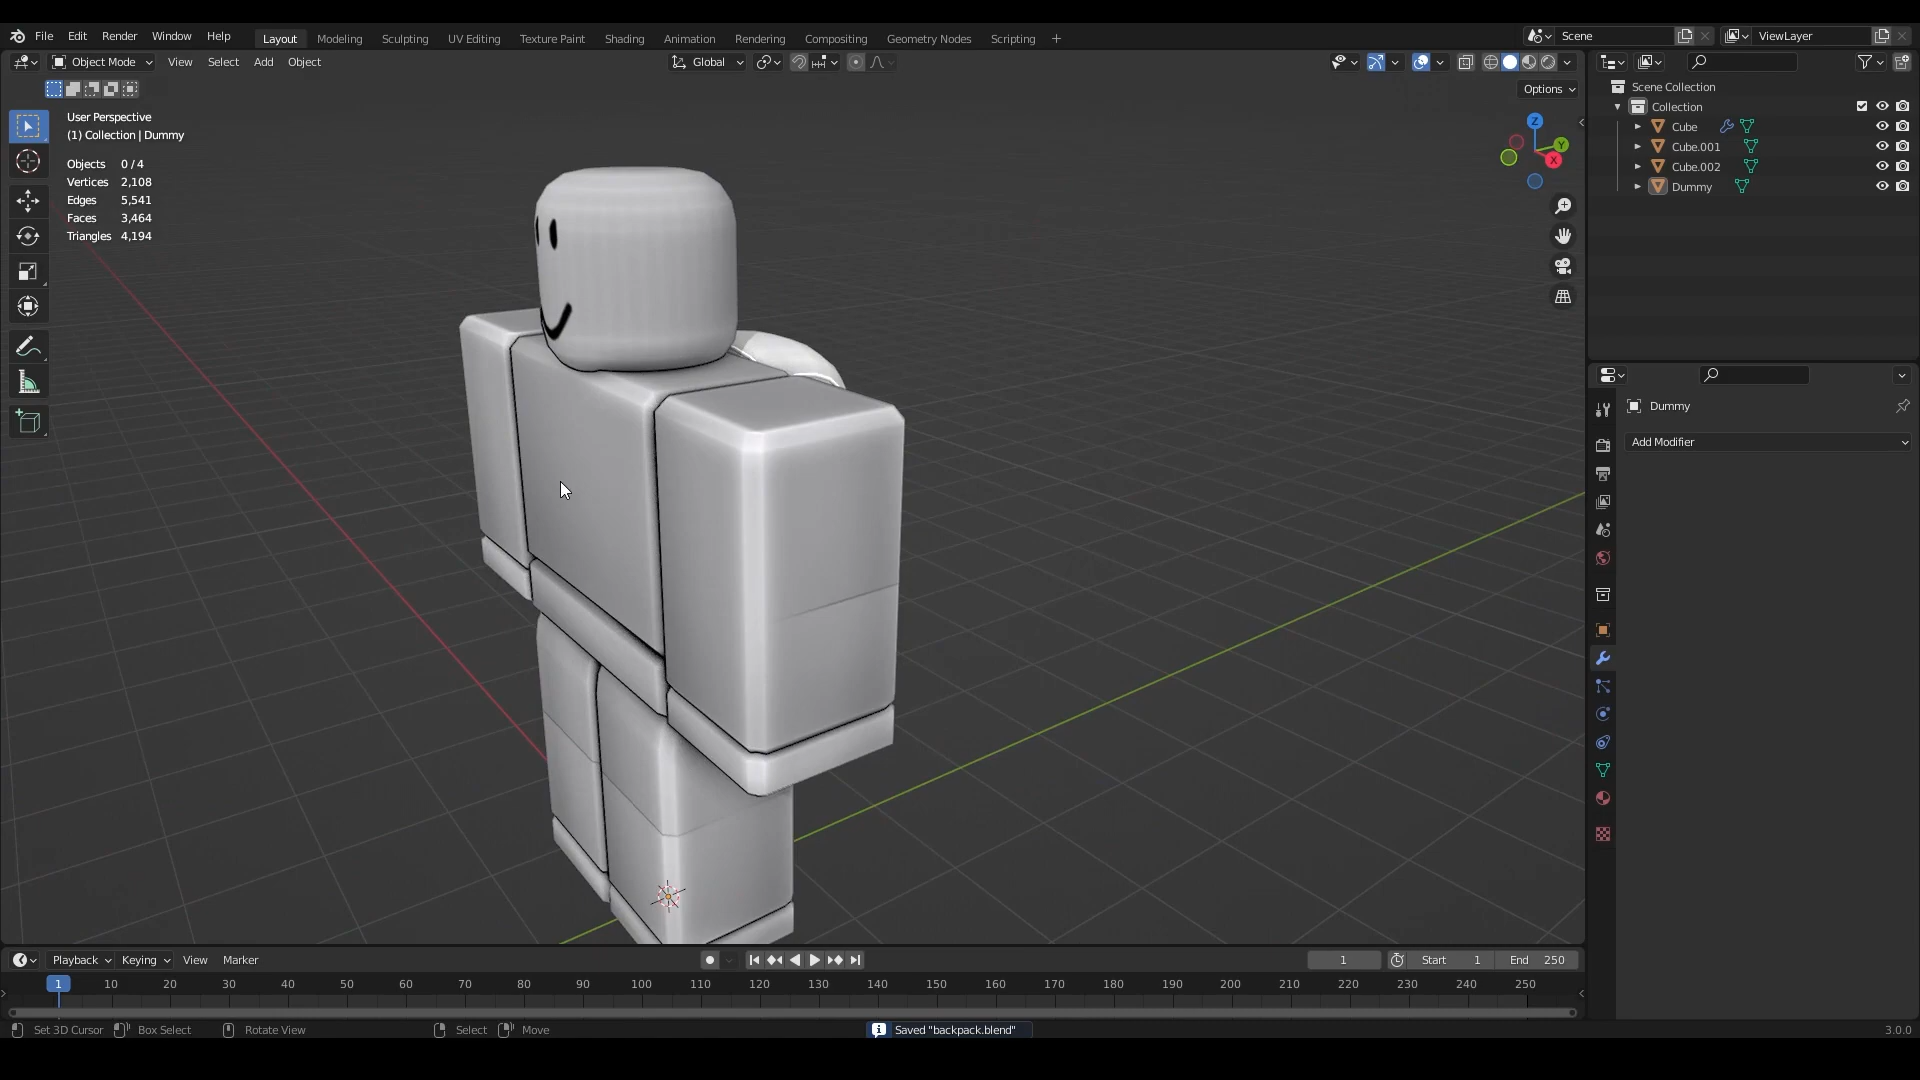 File Edit Render Window Help Layout Modeling Sculpting UV Editing Texture Paint Shading Animation Rendering Compositing Geometry Nodes Scripting + Scene ViewLayer
Object Mode View Select Add Object Global
Options
User Perspective
(1) Collection | Dummy
Objects 0 / 4
Vertices 2,108
Edges 5,541
Faces 3,464
Triangles 4,194
Z
Y
X
Scene Collection
Collection
Cube
Cube.001
Cube.002
Dummy
Dummy
Add Modifier
Playback Keying View Marker 1 Start 1 End 250
1 10 20 30 40 50 60 70 80 90 100 110 120 130 140 150 160 170 180 190 200 210 220 230 240 250
Set 3D Cursor Box Select Rotate View Select Move Saved "backpack.blend" 3.0.0